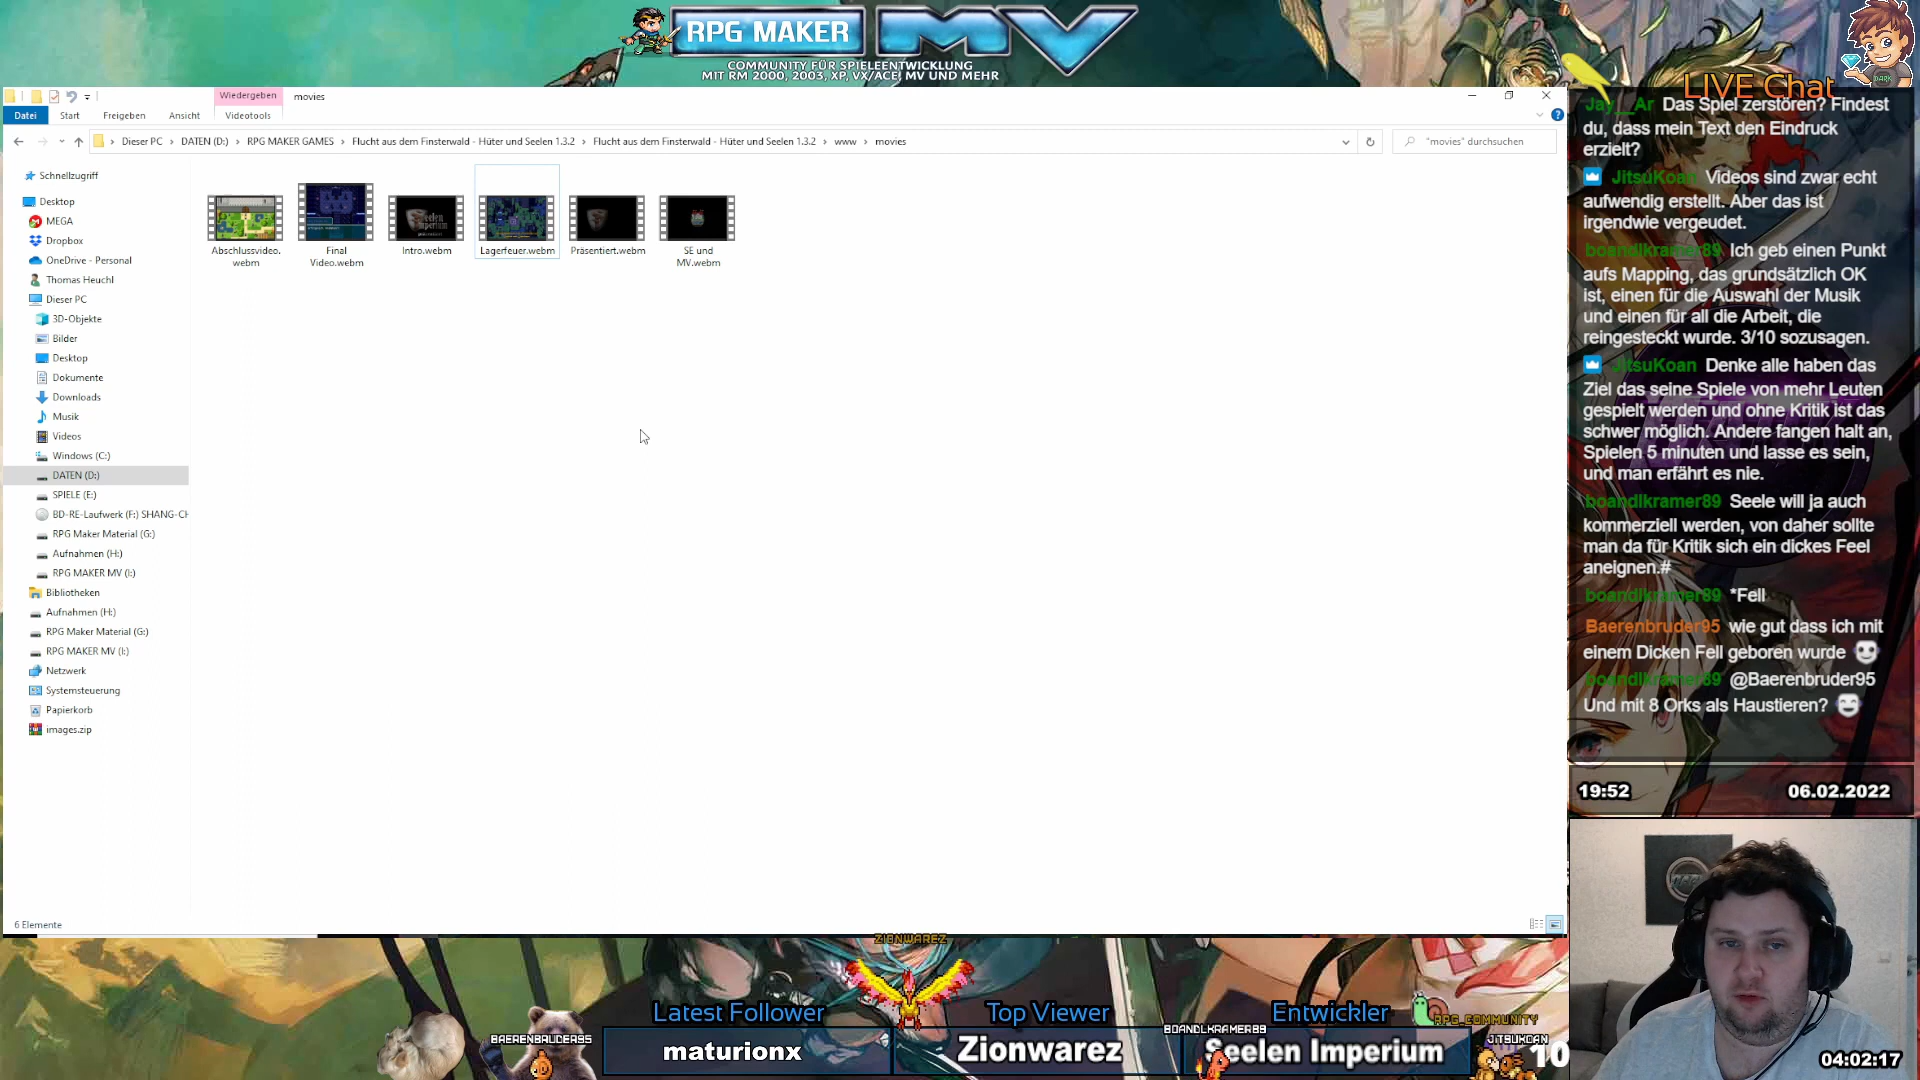 RPG MAKER MV
COMMUNITY FÜR SPIELEENTWICKLUNG
MIT RM 2000, 2003, XP, VX/ACE, MV UND MEHR
DARK
LIVE Chat
Wiedergeben
movies
Datei
Start
Freigeben
Ansicht
Videotools
Dieser PC
DATEN (D:)
RPG MAKER GAMES
Flucht aus dem Finsterwald - Hüter und Seelen 1.3.2
Flucht aus dem Finsterwald - Hüter und Seelen 1.3.2
www
movies
"movies" durchsuchen
Schnellzugriff
Desktop
MEGA
Dropbox
OneDrive - Personal
Thomas Heuchl
Dieser PC
3D-Objekte
Bilder
Desktop
Dokumente
Downloads
Musik
Videos
Windows (C:)
DATEN (D:)
SPIELE (E:)
BD-RE-Laufwerk (F:) SHANG-CH
RPG Maker Material (G:)
Aufnahmen (H:)
RPG MAKER MV (I:)
Bibliotheken
Aufnahmen (H:)
RPG Maker Material (G:)
RPG MAKER MV (I:)
Netzwerk
Systemsteuerung
Papierkorb
images.zip
Abschlussvideo.
webm
Final
Video.webm
Intro.webm
Lagerfeuer.webm
Präsentiert.webm
SE und
MV.webm
6 Elemente
Jay__Ar Das Spiel zerstören? Findest
du, dass mein Text den Eindruck
erzielt?
JitsuKoan Videos sind zwar echt
aufwendig erstellt. Aber das ist
irgendwie vergeudet.
boandlkramer89 Ich geb einen Punkt
aufs Mapping, das grundsätzlich OK
ist, einen für die Auswahl der Musik
und einen für all die Arbeit, die
reingesteckt wurde. 3/10 sozusagen.
JitsuKoan Denke alle haben das
Ziel das seine Spiele von mehr Leuten
gespielt werden und ohne Kritik ist das
schwer möglich. Andere fangen halt an,
Spielen 5 minuten und lasse es sein,
und man erfährt es nie.
boandlkramer89 Seele will ja auch
kommerziell werden, von daher sollte
man da für Kritik sich ein dickes Feel
aneignen.#
boandlkramer89 *Fell
Baerenbruder95 wie gut dass ich mit
einem Dicken Fell geboren wurde
boandlkramer89 @Baerenbruder95
Und mit 8 Orks als Haustieren?
19:52
06.02.2022
ZIONWAREZ
Latest Follower
Top Viewer
Entwickler
BAERENBRUDER95
maturionx
Zionwarez
BOANDLKRAMER89
Seelen Imperium
RPG_COMMUNITY
JITSUKOAN
10
04:02:17